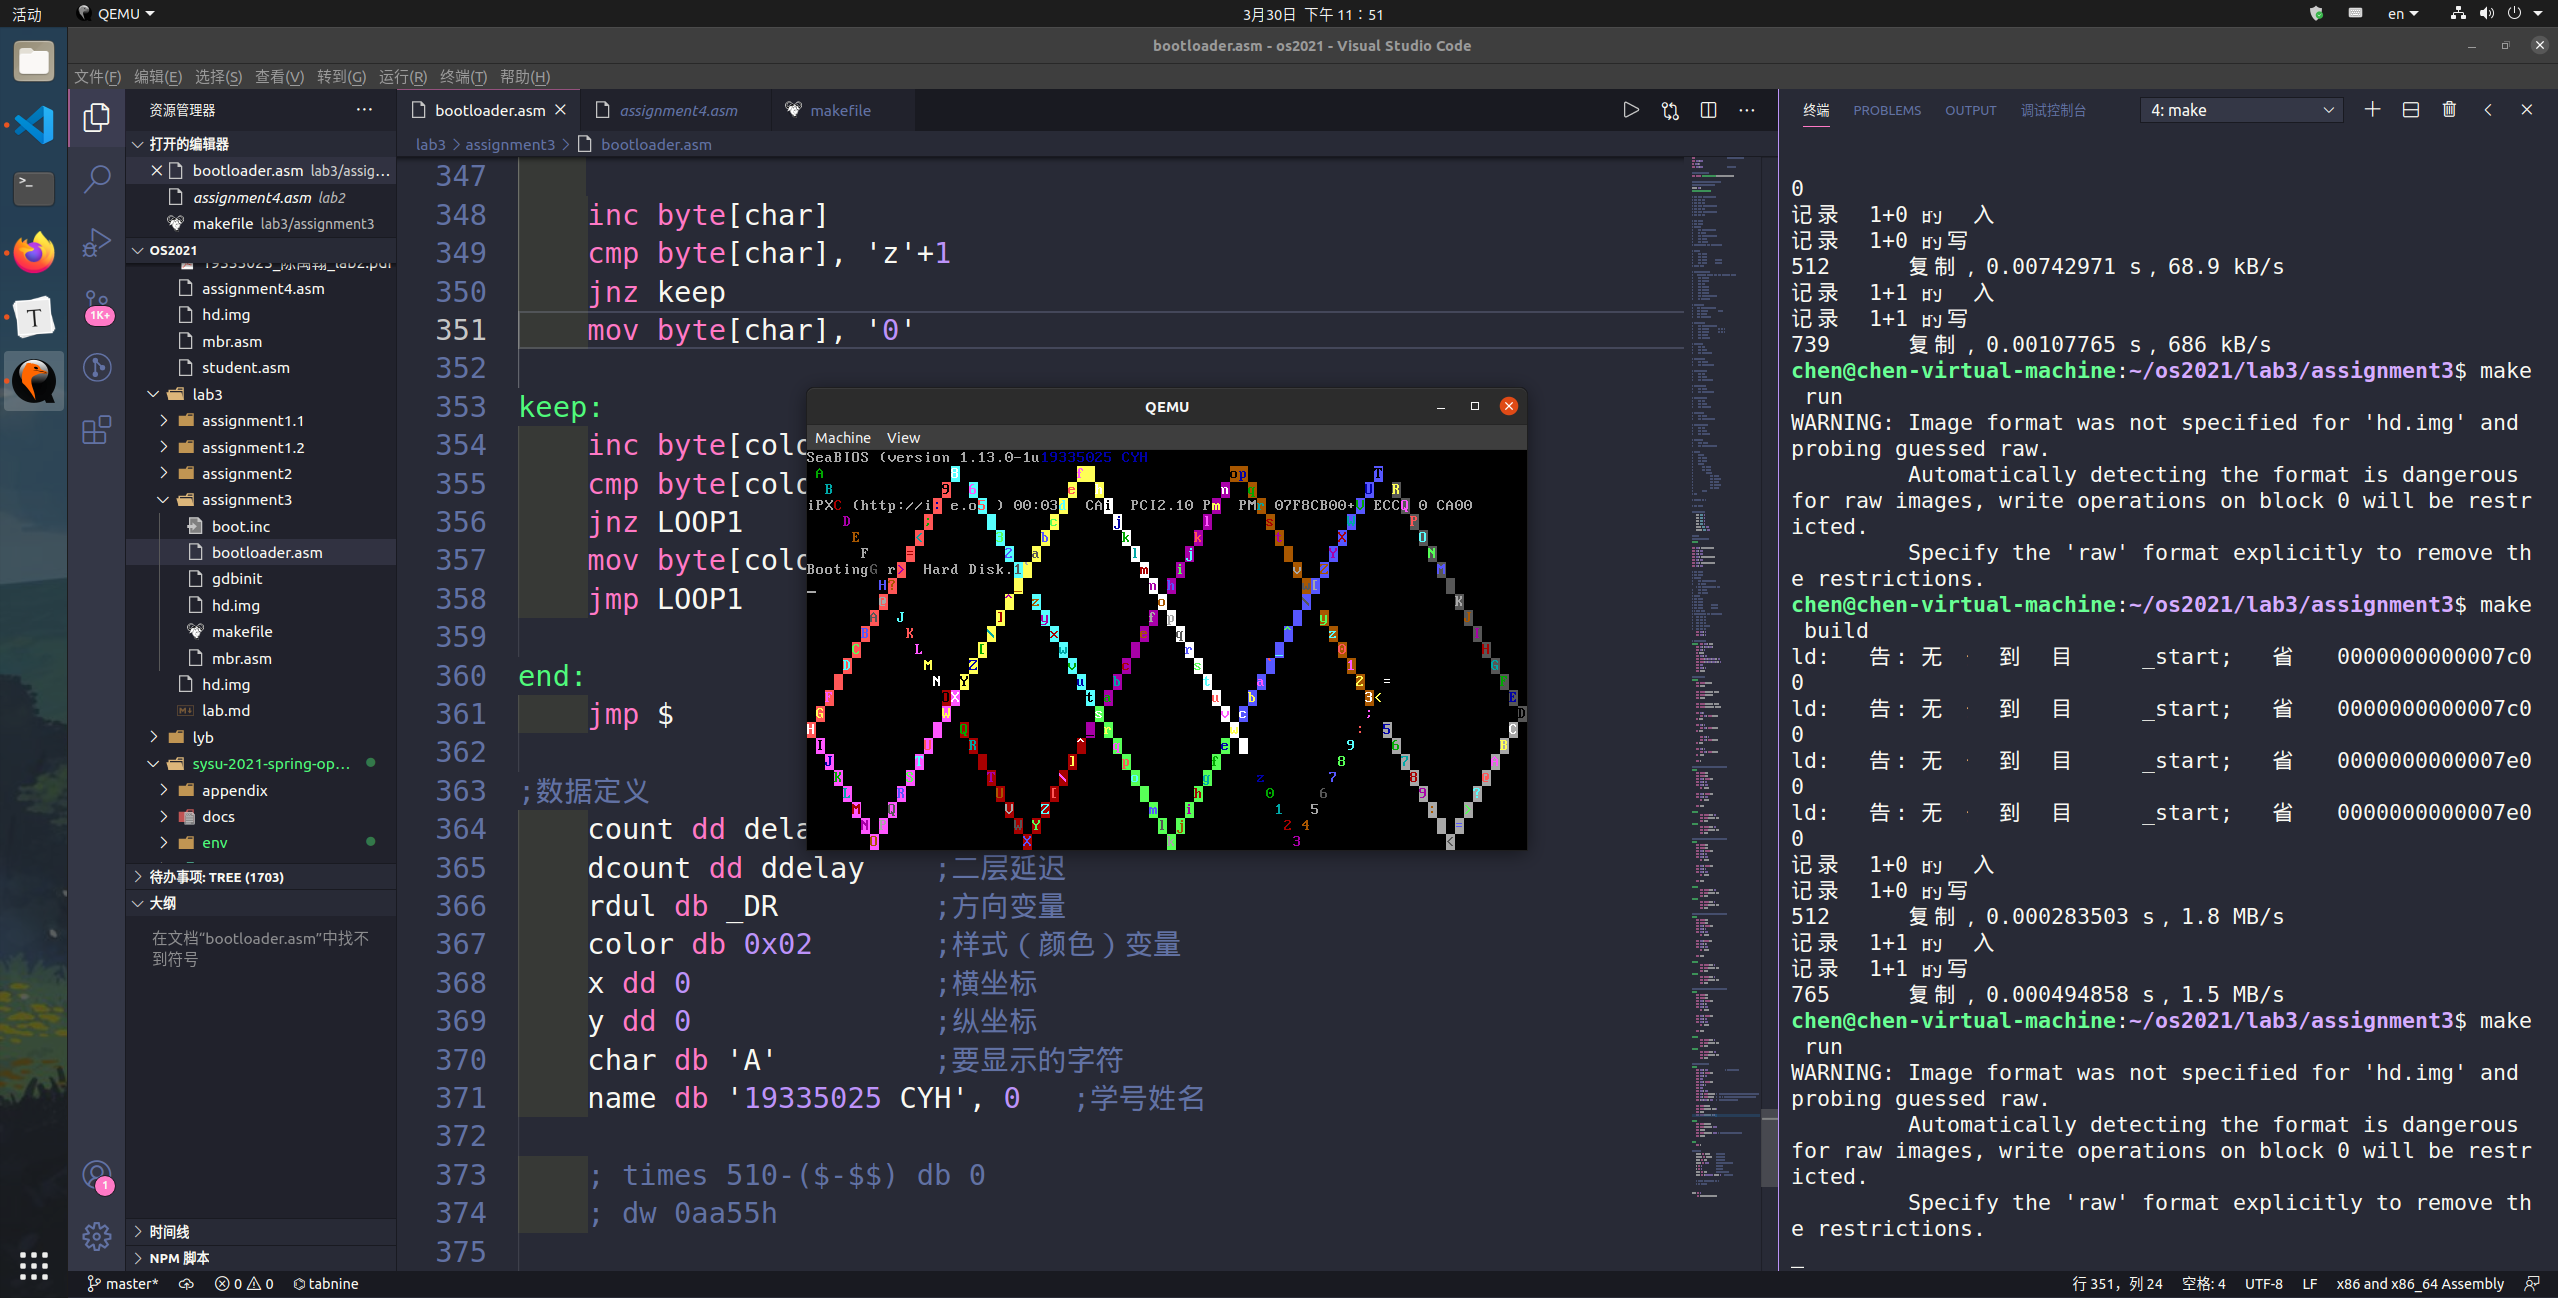 活动
QEMU
3月30日 下午 11：51
en
bootloader.asm - os2021 - Visual Studio Code
文件(F) 编辑(E) 选择(S) 查看(V) 转到(G) 运行(R) 终端(T) 帮助(H)
资源管理器
打开的编辑器
bootloader.asm lab3/assig...
assignment4.asm lab2
makefile lab3/assignment3
OS2021
assignment4.asm
hd.img
mbr.asm
student.asm
lab3
assignment1.1
assignment1.2
assignment2
assignment3
boot.inc
bootloader.asm
gdbinit
hd.img
makefile
mbr.asm
hd.img
lab.md
lyb
sysu-2021-spring-op...
appendix
docs
env
待办事项: TREE (1703)
大纲
在文档“bootloader.asm”中找不
到符号
时间线
NPM 脚本
1K+
1
bootloader.asm
assignment4.asm
makefile
lab3 > assignment3 > bootloader.asm
347
348 inc byte[char]
349 cmp byte[char], 'z'+1
350 jnz keep
351 mov byte[char], '0'
352
353 keep:
354 inc byte[colo
355 cmp byte[colo
356 jnz LOOP1
357 mov byte[colo
358 jmp LOOP1
359
360 end:
361 jmp $
362
363 ;数据定义
364 count dd dela
365 dcount dd ddelay ;二层延迟
366 rdul db _DR ;方向变量
367 color db 0x02 ;样式（颜色）变量
368 x dd 0 ;横坐标
369 y dd 0 ;纵坐标
370 char db 'A' ;要显示的字符
371 name db '19335025 CYH', 0 ;学号姓名
372
373 ; times 510-($-$$) db 0
374 ; dw 0aa55h
375
QEMU
Machine View
SeaBIOS (version 1.13.0-1u19335025 CYH
Hard Disk.
终端 PROBLEMS OUTPUT 调试控制台
4: make
0
记录 1+0 的 入
记录 1+0 的写
512 复制，0.00742971 s，68.9 kB/s
记录 1+1 的 入
记录 1+1 的写
739 复制，0.00107765 s，686 kB/s
chen@chen-virtual-machine:~/os2021/lab3/assignment3$ make
run
WARNING: Image format was not specified for 'hd.img' and
probing guessed raw.
Automatically detecting the format is dangerous
for raw images, write operations on block 0 will be restr
icted.
Specify the 'raw' format explicitly to remove th
e restrictions.
chen@chen-virtual-machine:~/os2021/lab3/assignment3$ make
build
ld: 告: 无 到 目 _start; 省 0000000000007c0
0
ld: 告: 无 到 目 _start; 省 0000000000007c0
0
ld: 告: 无 到 目 _start; 省 0000000000007e0
0
ld: 告: 无 到 目 _start; 省 0000000000007e0
0
记录 1+0 的 入
记录 1+0 的写
512 复制，0.000283503 s，1.8 MB/s
记录 1+1 的 入
记录 1+1 的写
765 复制，0.000494858 s，1.5 MB/s
chen@chen-virtual-machine:~/os2021/lab3/assignment3$ make
run
WARNING: Image format was not specified for 'hd.img' and
probing guessed raw.
Automatically detecting the format is dangerous
for raw images, write operations on block 0 will be restr
icted.
Specify the 'raw' format explicitly to remove th
e restrictions.
master* 0 0 tabnine
行 351，列 24 空格: 4 UTF-8 LF x86 and x86_64 Assembly